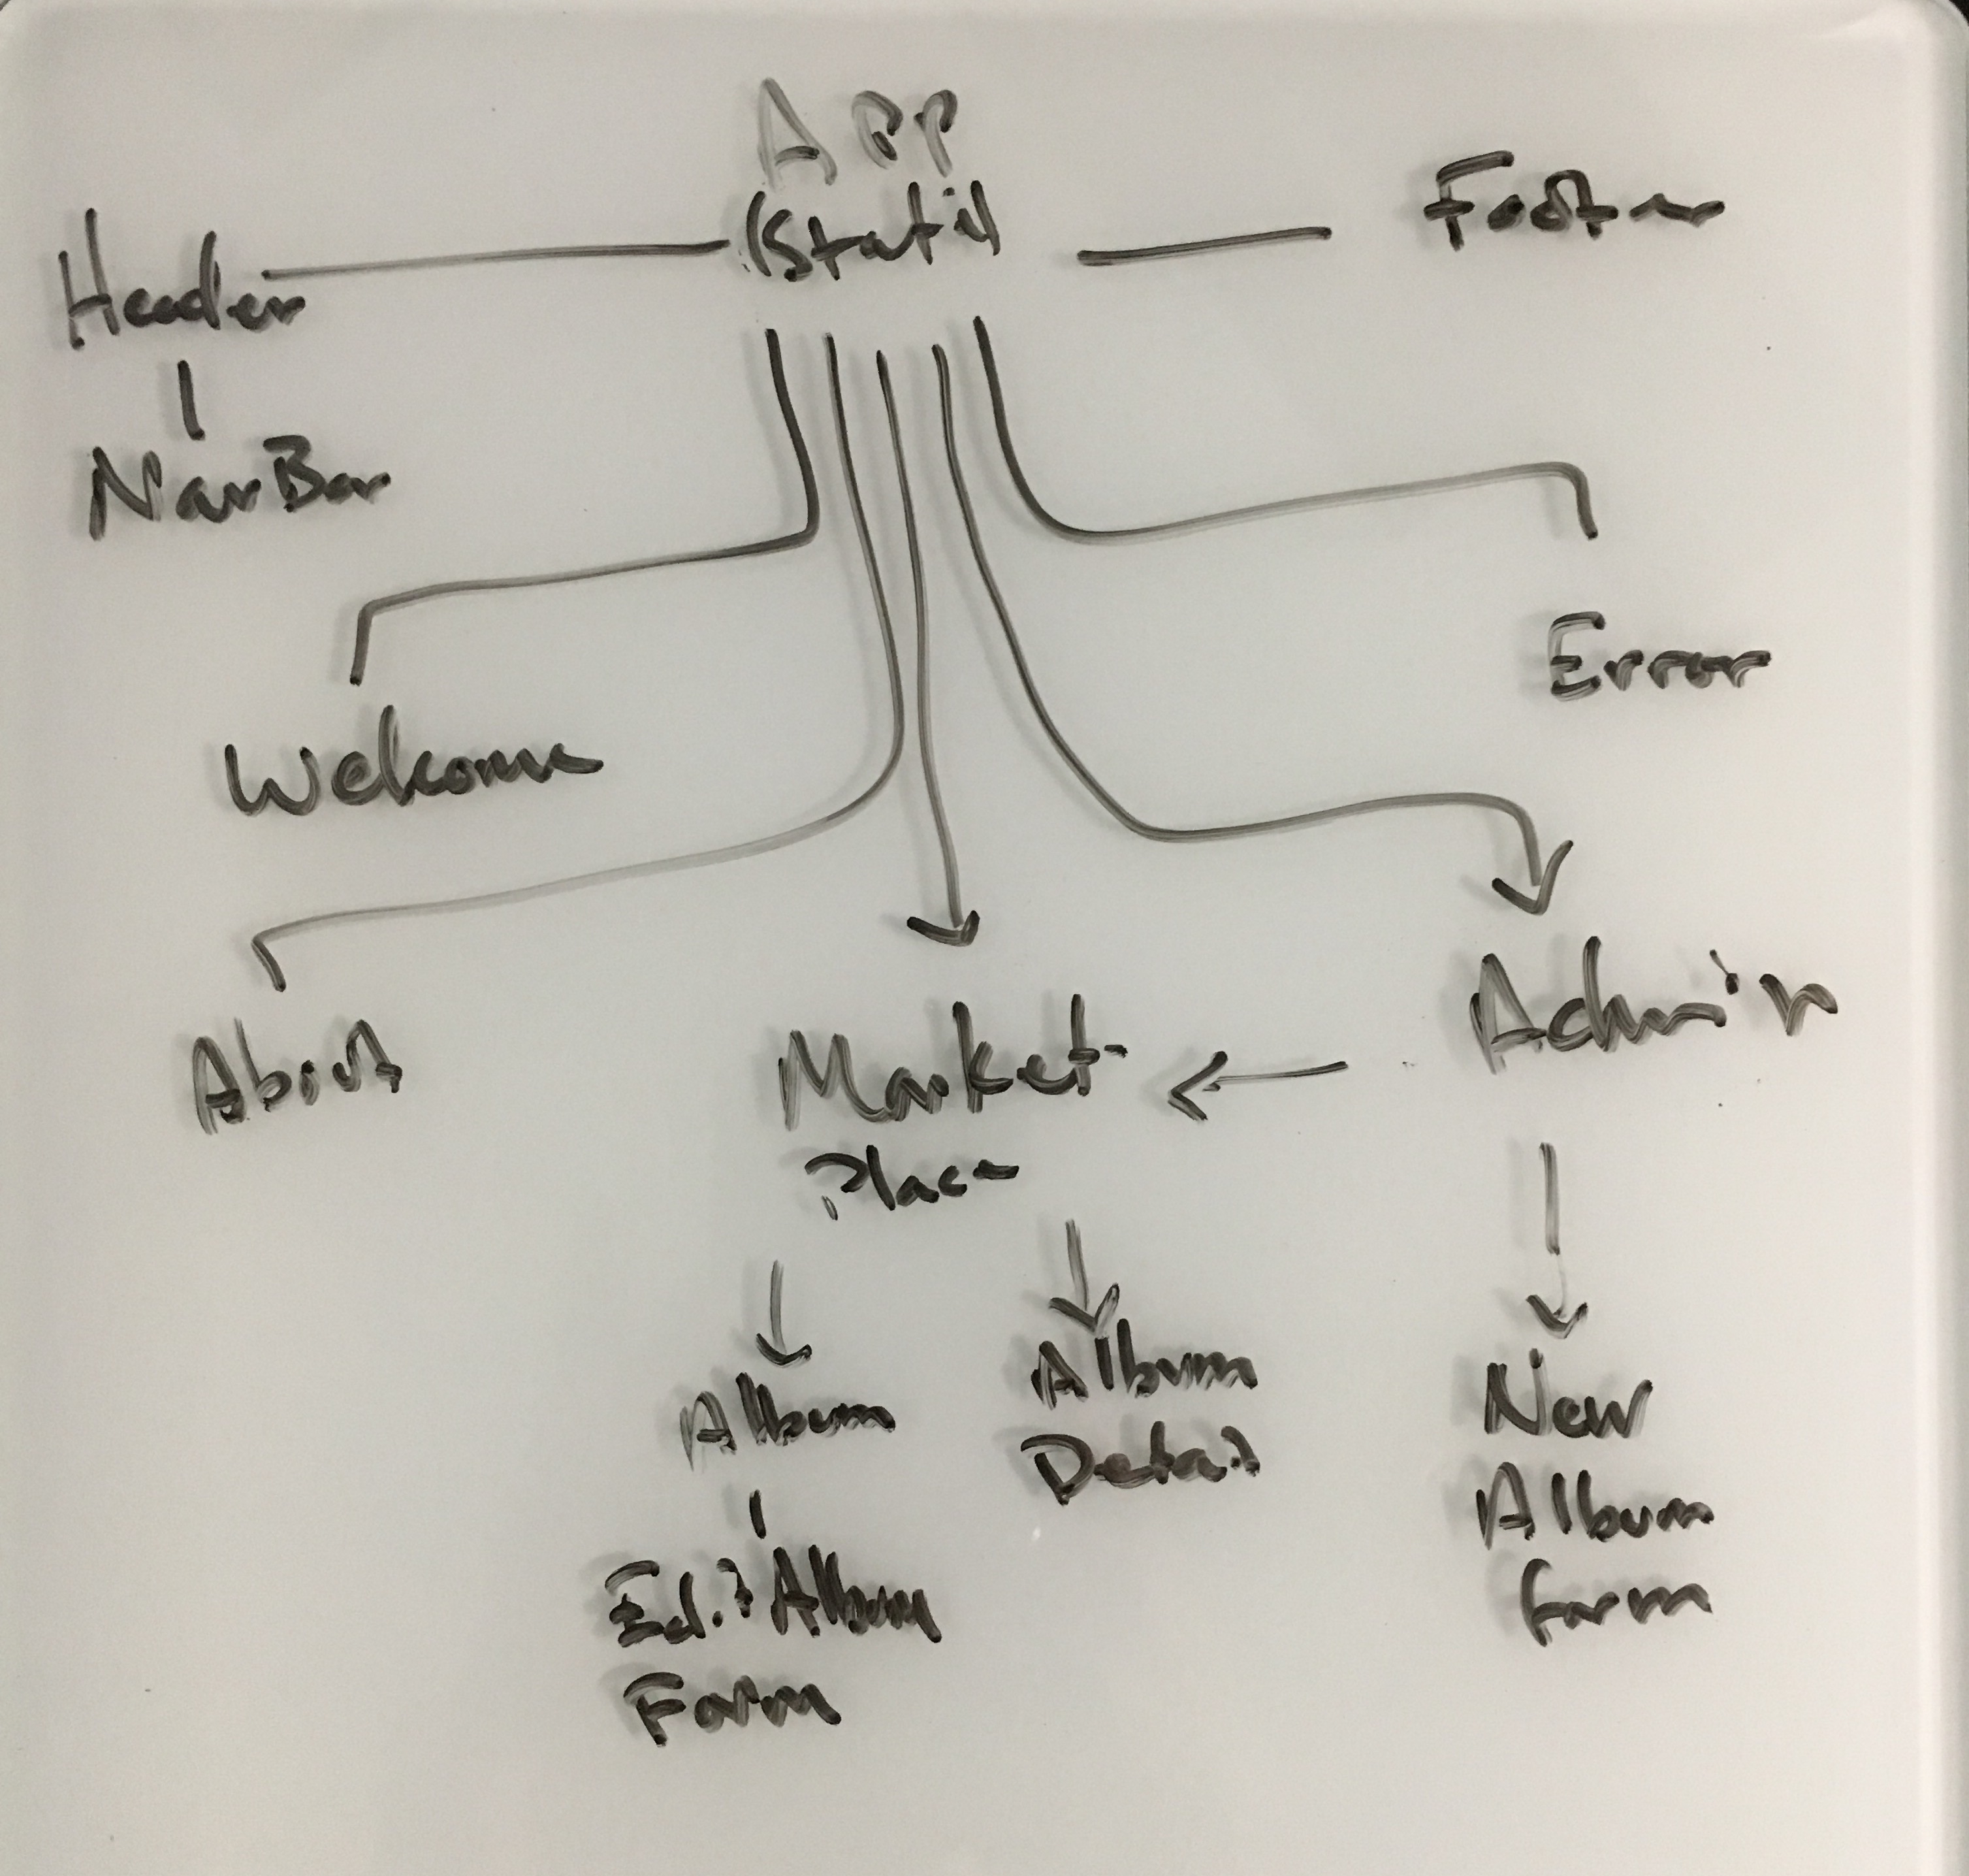 App
(Static)
Header
Footer
NavBar
Error
Welcome
Admin
About
Market-
Place
Album
Album
Detail
New
Album
Form
Edit Album
Form